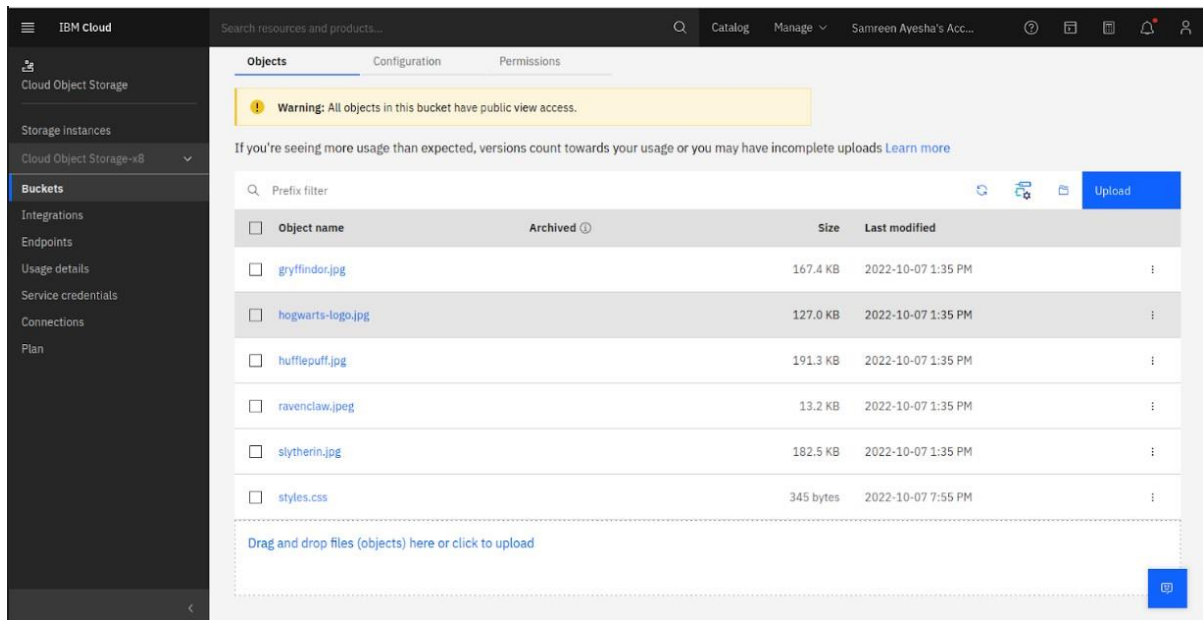 IBM Cloud
Search resources and products...
Catalog
Manage
Samreen Ayesha's Acc...
Cloud Object Storage
Storage instances
Cloud Object Storage-x8
Buckets
Integrations
Endpoints
Usage details
Service credentials
Connections
Plan
Objects Configuration Permissions
Warning: All objects in this bucket have public view access.
If you're seeing more usage than expected, versions count towards your usage or you may have incomplete uploads Learn more
Prefix filter
Upload
Object name Archived Size Last modified
gryffindor.jpg 167.4 KB 2022-10-07 1:35 PM
hogwarts-logo.jpg 127.0 KB 2022-10-07 1:35 PM
hufflepuff.jpg 191.3 KB 2022-10-07 1:35 PM
ravenclaw.jpeg 13.2 KB 2022-10-07 1:35 PM
slytherin.jpg 182.5 KB 2022-10-07 1:35 PM
styles.css 345 bytes 2022-10-07 7:55 PM
Drag and drop files (objects) here or click to upload